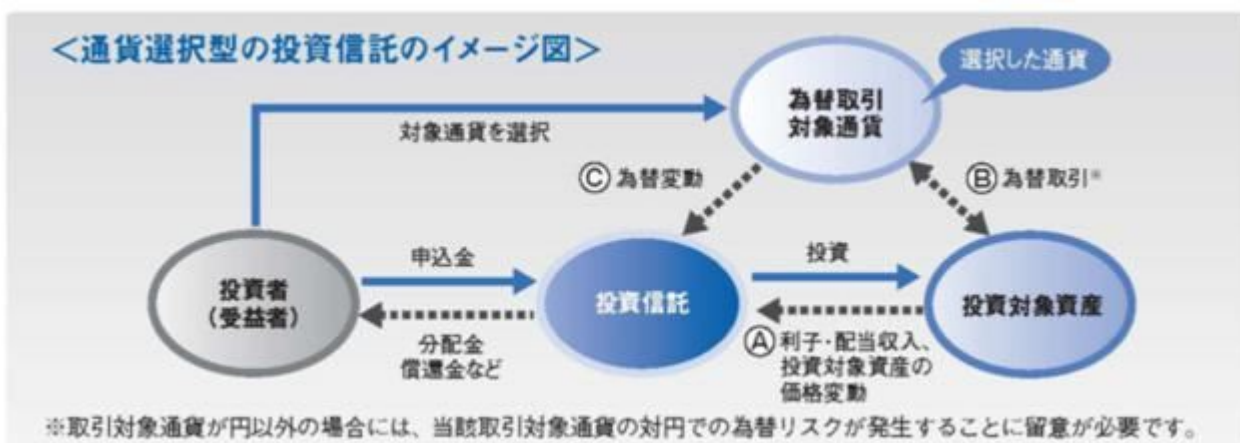 <通貨選択型の投資信託のイメージ図>
選択した通貨
為替取引
対象通貨
対象通貨を選択
Ⓒ為替変動
Ⓑ為替取引※
投資者
(受益者)
申込金
分配金
償還金など
投資信託
投資
Ⓐ利子・配当収入、
投資対象資産の
価格変動
投資対象資産
※取引対象通貨が円以外の場合には、当該取引対象通貨の対円での為替リスクが発生することに留意が必要です。